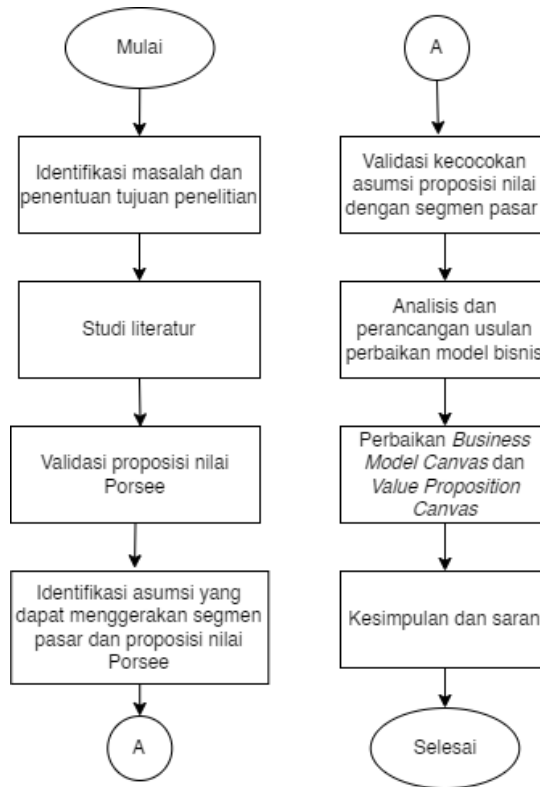 Mulai
Identifikasi masalah dan
penentuan tujuan penelitian
Studi literatur
Validasi proposisi nilai
Porsee
Identifikasi asumsi yang
dapat menggerakan segmen
pasar dan proposisi nilai
Porsee
A
A
Validasi kecocokan
asumsi proposisi nilai
dengan segmen pasar
Analisis dan
perancangan usulan
perbaikan model bisnis
Perbaikan Business
Model Canvas dan
Value Proposition
Canvas
Kesimpulan dan saran
Selesai